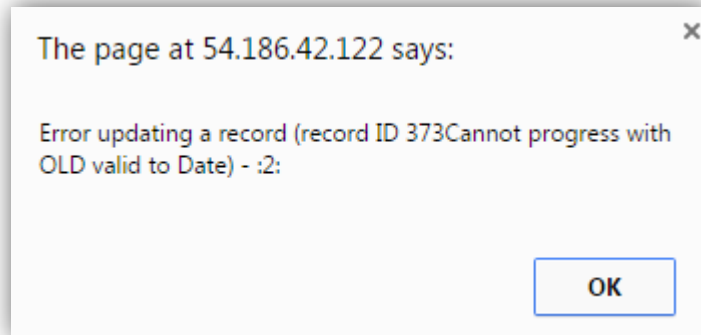 The page at 54.186.42.122 says:
Error updating a record (record ID 373Cannot progress with
OLD valid to Date) - :2:
OK